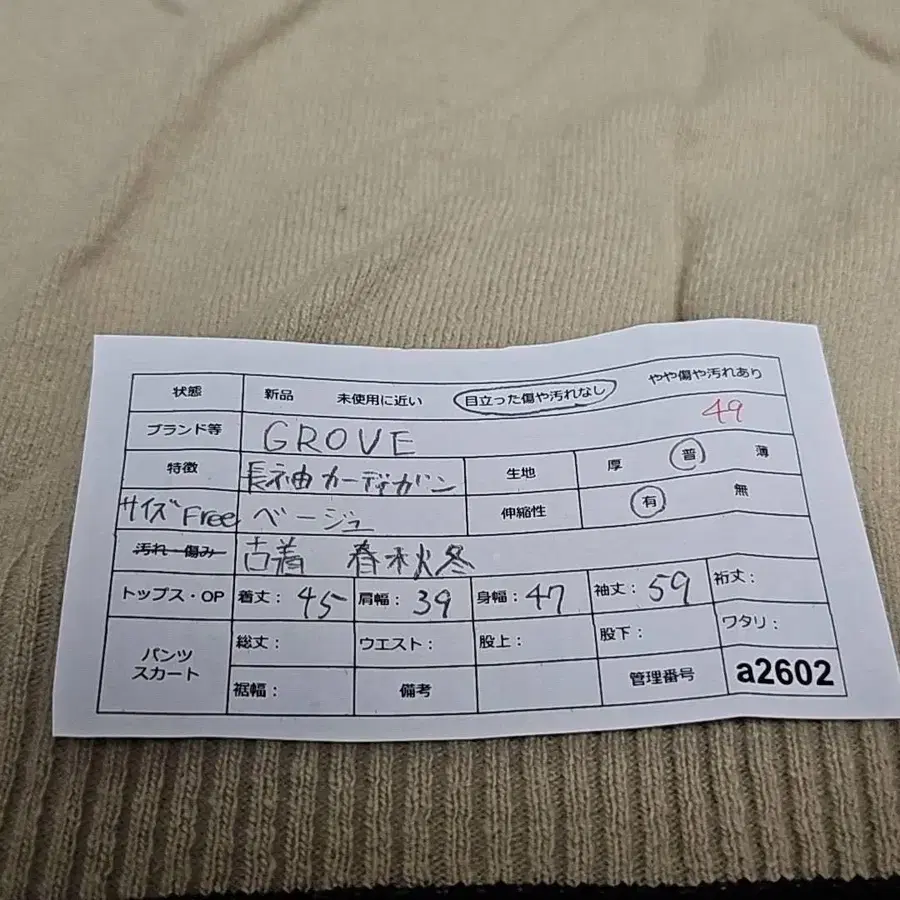 状態 新品 未使用に近い 目立った傷や汚れなし やや傷や汚れあり
ブランド等 GROVE 49
特徴 長袖カーディガン 生地 厚 普 薄
サイズFree ベージュ 伸縮性 有 無
汚れ・傷み 古着 春秋冬
トップス・OP 着丈: 45 肩幅: 39 身幅: 47 袖丈: 59 裄丈:
パンツ スカート 総丈: ウエスト: 股上: 股下: ワタリ:
裾幅: 備考 管理番号 a2602